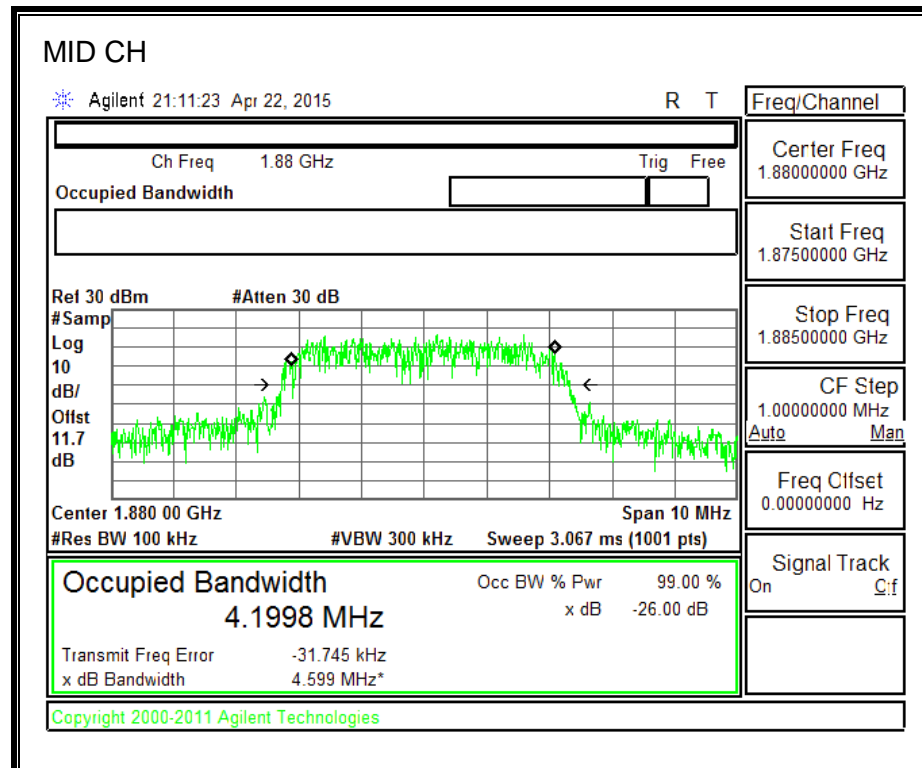 MID CH
Agilent 21:11:23 Apr 22, 2015 R T
Freq/Channel
Ch Freq 1.88 GHz Trig Free
Occupied Bandwidth
Center Freq
1.88000000 GHz
Start Freq
1.87500000 GHz
Stop Freq
1.88500000 GHz
CF Step
1.00000000 MHz
Auto Man
Freq Offset
0.00000000 Hz
Signal Track
On Off
Ref 30 dBm #Atten 30 dB
#Samp
Log
10
dB/
Offst
11.7
dB
Center 1.880 00 GHz Span 10 MHz
#Res BW 100 kHz #VBW 300 kHz Sweep 3.067 ms (1001 pts)
Occupied Bandwidth
4.1998 MHz
Occ BW % Pwr 99.00 %
x dB -26.00 dB
Transmit Freq Error -31.745 kHz
x dB Bandwidth 4.599 MHz*
Copyright 2000-2011 Agilent Technologies